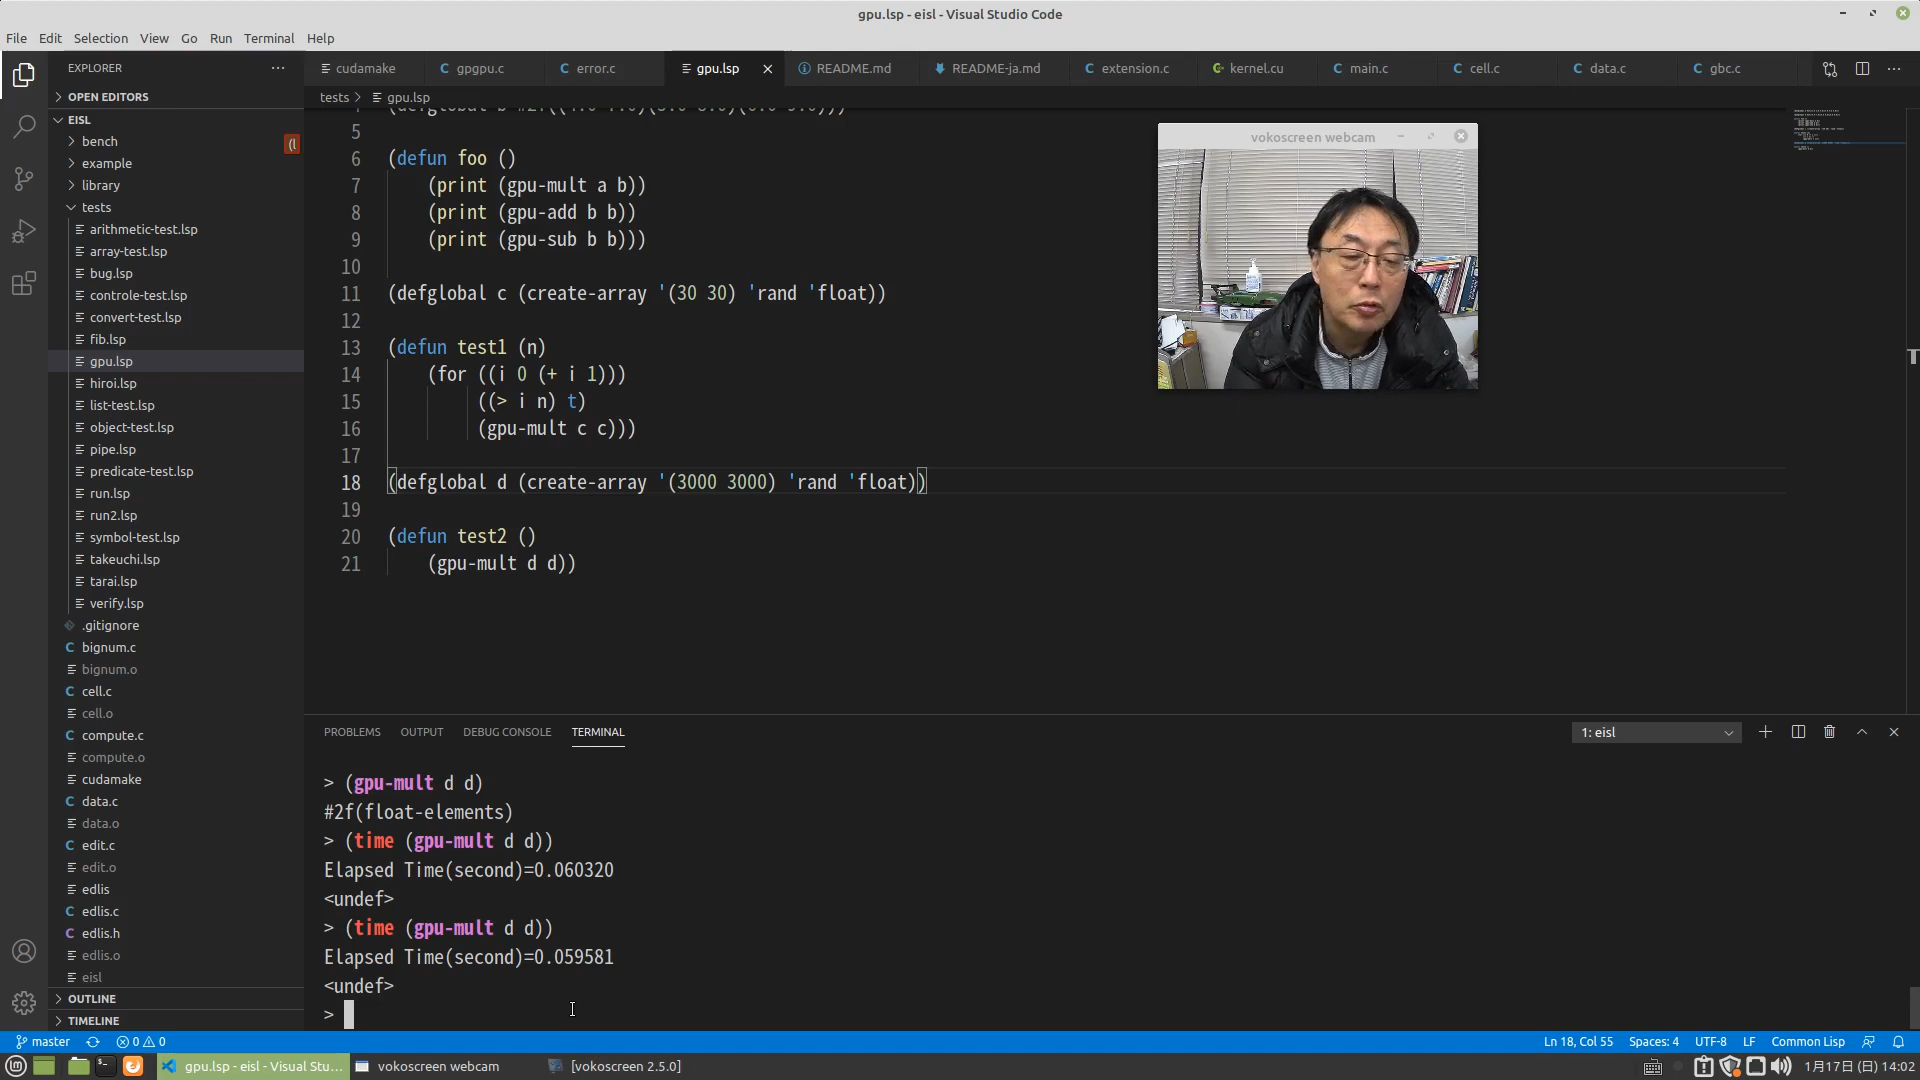 gpu.lsp - eisl - Visual Studio Code
File Edit Selection View Go Run Terminal Help
EXPLORER
cudamake gpgpu.c error.c gpu.lsp README.md README-ja.md extension.c kernel.cu main.c cell.c data.c gbc.c
tests > gpu.lsp
OPEN EDITORS
EISL
bench
example
library
tests
arithmetic-test.lsp
array-test.lsp
bug.lsp
controle-test.lsp
convert-test.lsp
fib.lsp
gpu.lsp
hiroi.lsp
list-test.lsp
object-test.lsp
pipe.lsp
predicate-test.lsp
run.lsp
run2.lsp
symbol-test.lsp
takeuchi.lsp
tarai.lsp
verify.lsp
.gitignore
bignum.c
bignum.o
cell.c
cell.o
compute.c
compute.o
cudamake
data.c
data.o
edit.c
edit.o
edlis
edlis.c
edlis.h
edlis.o
eisl
OUTLINE
TIMELINE
5
6 (defun foo ()
7 (print (gpu-mult a b))
8 (print (gpu-add b b))
9 (print (gpu-sub b b)))
10
11 (defglobal c (create-array '(30 30) 'rand 'float))
12
13 (defun test1 (n)
14 (for ((i 0 (+ i 1)))
15 ((> i n) t)
16 (gpu-mult c c)))
17
18 (defglobal d (create-array '(3000 3000) 'rand 'float))
19
20 (defun test2 ()
21 (gpu-mult d d))
vokoscreen webcam
PROBLEMS OUTPUT DEBUG CONSOLE TERMINAL
1: eisl
> (gpu-mult d d)
#2f(float-elements)
> (time (gpu-mult d d))
Elapsed Time(second)=0.060320
<undef>
> (time (gpu-mult d d))
Elapsed Time(second)=0.059581
<undef>
>
master 0 0
Ln 18, Col 55 Spaces: 4 UTF-8 LF Common Lisp
gpu.lsp - eisl - Visual Stu... vokoscreen webcam [vokoscreen 2.5.0]
1月17日 (日) 14:02